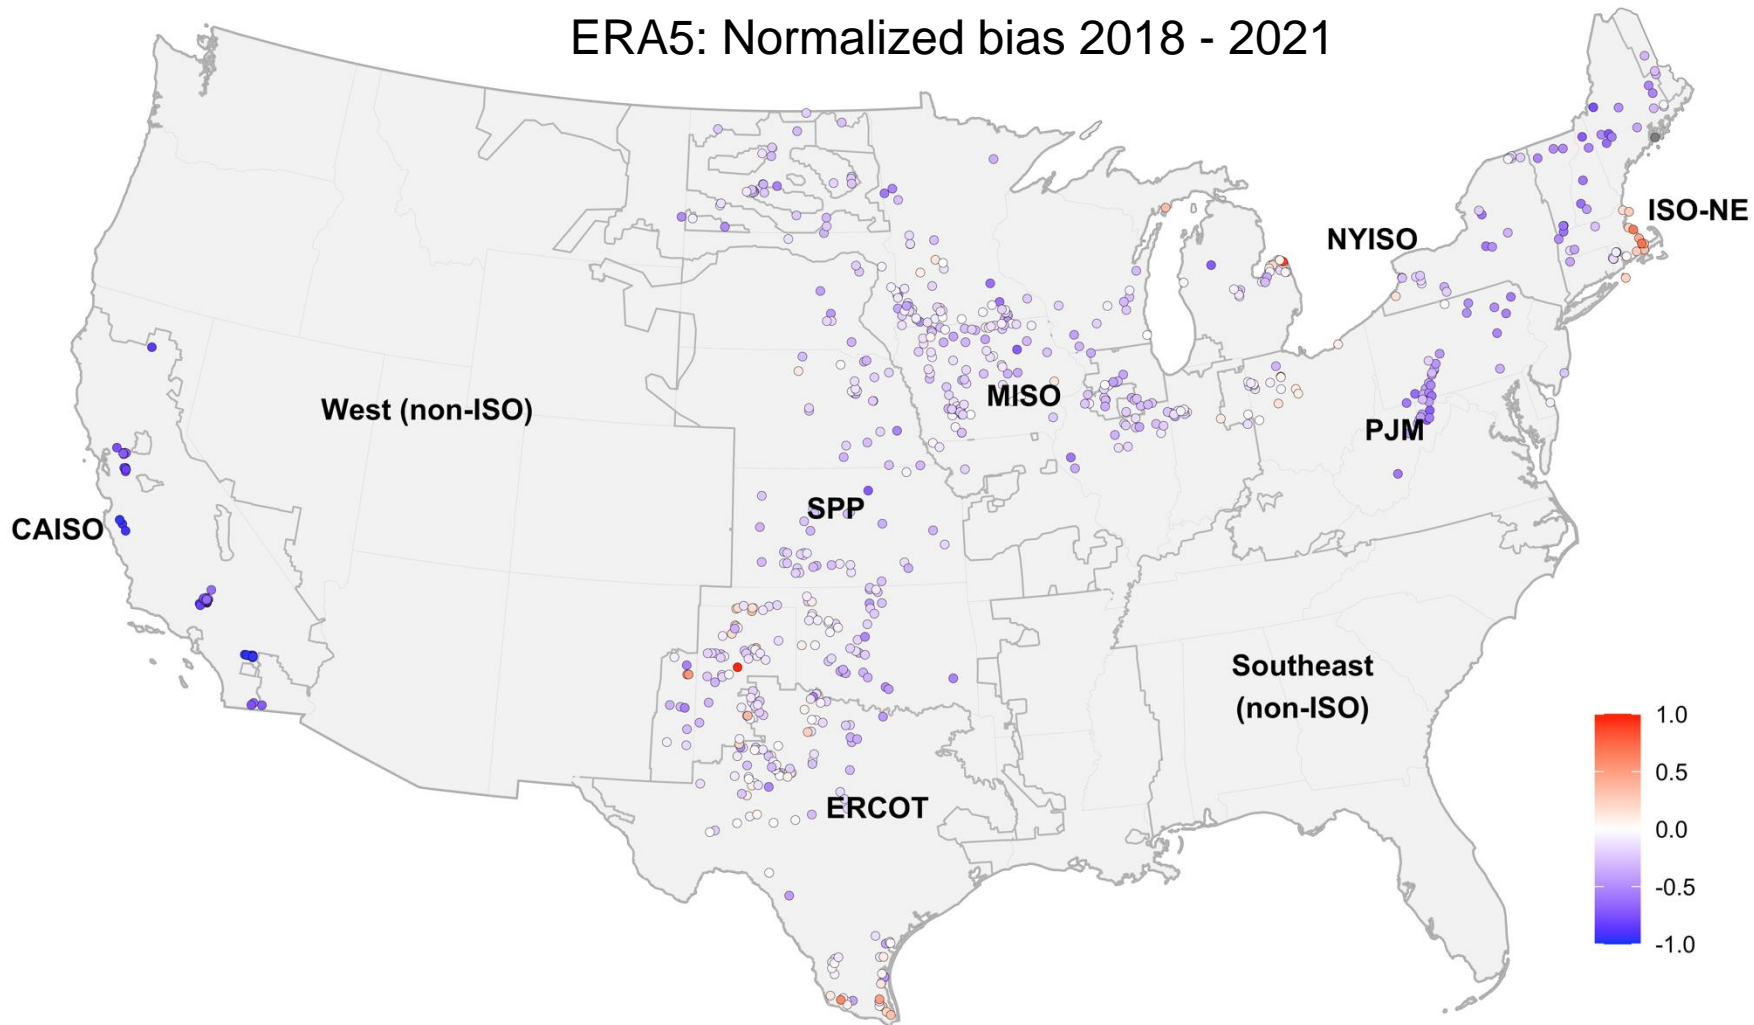 ERA5: Normalized bias 2018 - 2021
ISO-NE
NYISO
West (non-ISO)
MISO
PJM
SPP
CAISO
Southeast
(non-ISO)
ERCOT
1.0
0.5
0.0
-0.5
-1.0